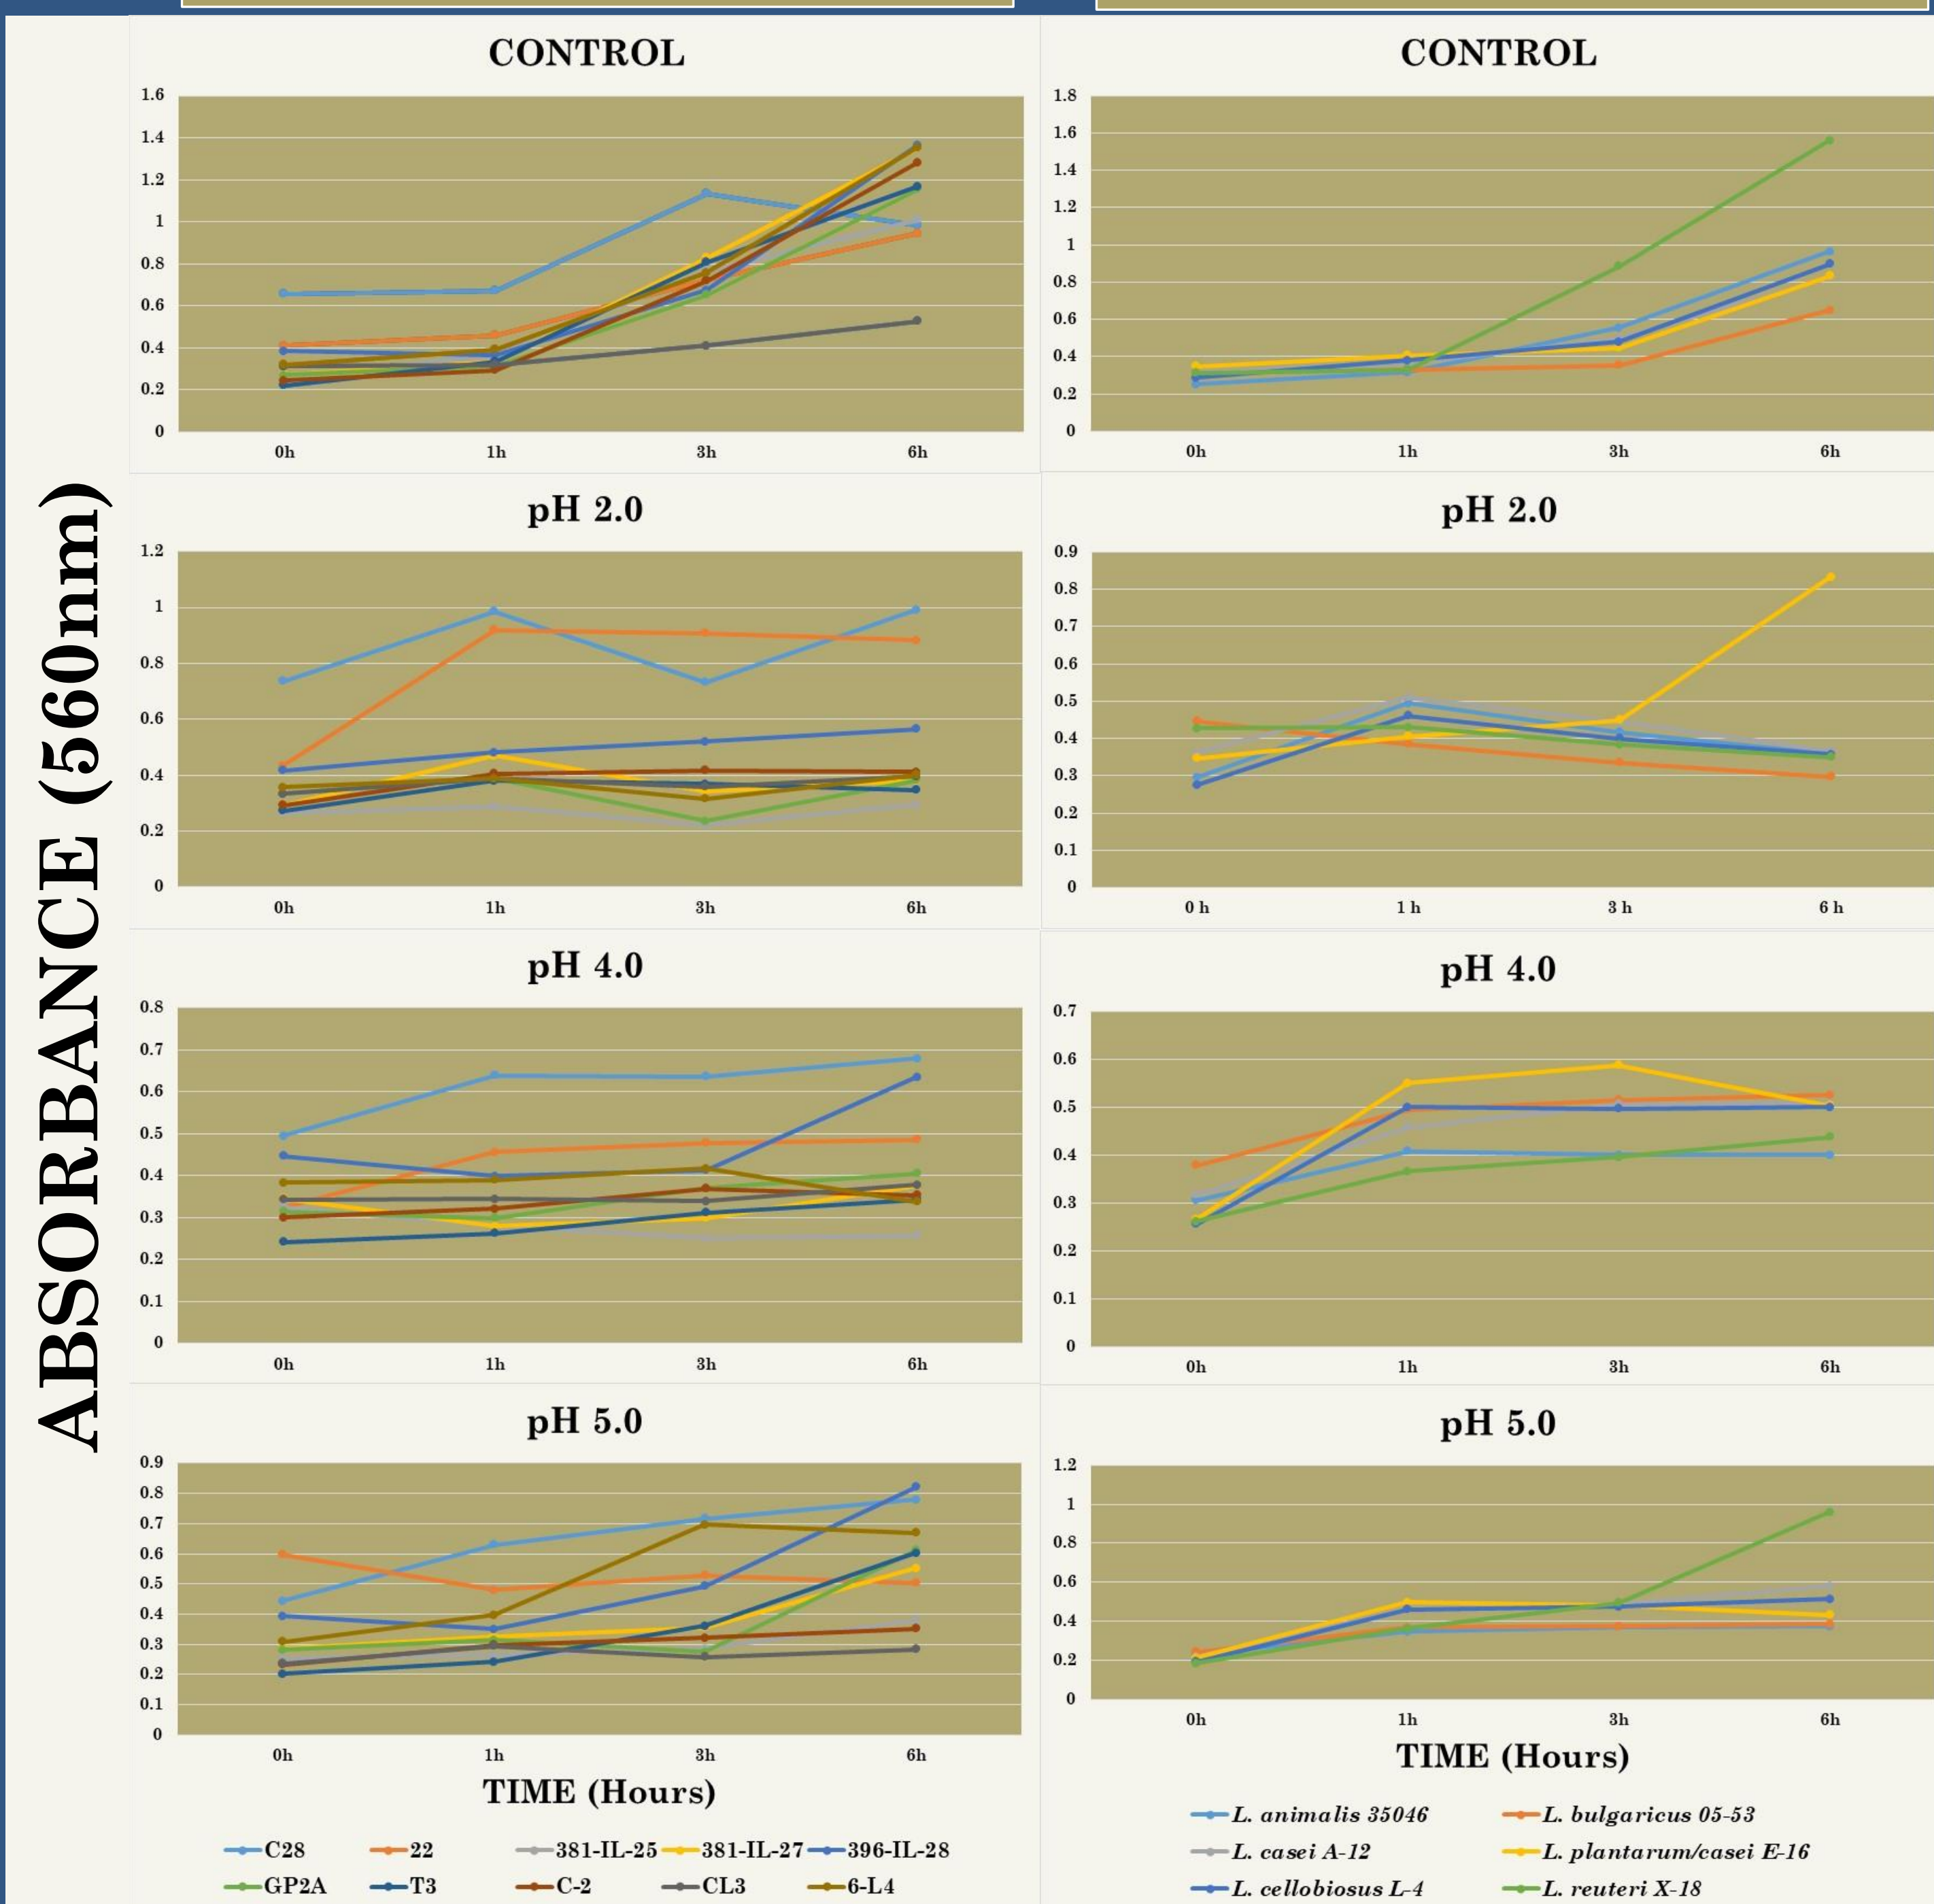 ABSORBANCE (560nm)
CONTROL
1.6
1.4
1.2
1
0.8
0.6
0.4
0.2
0
0h 1h 3h 6h
CONTROL
1.8
1.6
1.4
1.2
1
0.8
0.6
0.4
0.2
0
0h 1h 3h 6h
pH 2.0
1.2
1
0.8
0.6
0.4
0.2
0
0h 1h 3h 6h
pH 2.0
0.9
0.8
0.7
0.6
0.5
0.4
0.3
0.2
0.1
0
0 h 1 h 3 h 6 h
pH 4.0
0.8
0.7
0.6
0.5
0.4
0.3
0.2
0.1
0
0h 1h 3h 6h
pH 4.0
0.7
0.6
0.5
0.4
0.3
0.2
0.1
0
0h 1h 3h 6h
pH 5.0
0.9
0.8
0.7
0.6
0.5
0.4
0.3
0.2
0.1
0
0h 1h 3h 6h
TIME (Hours)
C28 22 381-IL-25 381-IL-27 396-IL-28
GP2A T3 C-2 CL3 6-L4
pH 5.0
1.2
1
0.8
0.6
0.4
0.2
0
0h 1h 3h 6h
TIME (Hours)
L. animalis 35046 L. bulgaricus 05-53
L. casei A-12 L. plantarum/casei E-16
L. cellobiosus L-4 L. reuteri X-18